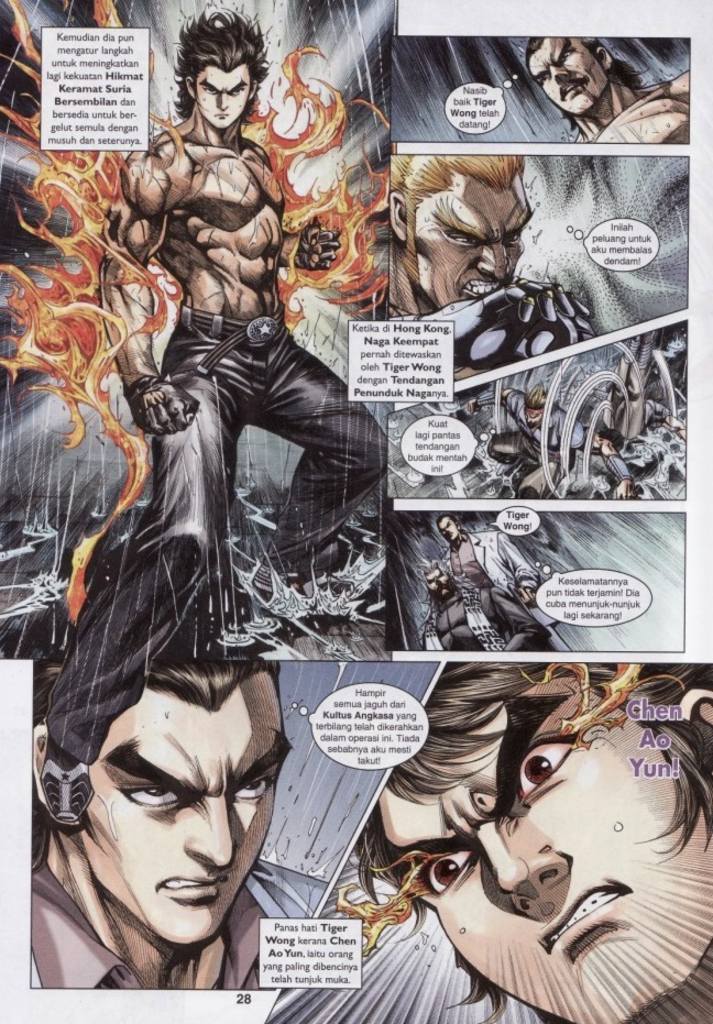 Kemudian dia pun
mengatur langkah
untuk meningkatkan
lagi kekuatan Hikmat
Keramat Suria
Bersembilan dan
bersedia untuk ber-
gelut semula dengan
musuh dan seterunya.
Nasib
baik Tiger
Wong telah
datang!
Inilah
peluang untuk
aku membalas
dendam!
Ketika di Hong Kong,
Naga Keempat
pernah ditewaskan
oleh Tiger Wong
dengan Tendangan
Penunduk Naganya.
Kuat
lagi pantas
tendangan
budak mentah
ini!
Tiger
Wong!
Keselamatannya
pun tidak terjamin! Dia
cuba menunjuk-nunjuk
lagi sekarang!
Hampir
semua jaguh dari
Kultus Angkasa yang
terbilang telah dikerahkan
dalam operasi ini. Tiada
sebabnya aku mesti
takut!
Chen
Ao
Yun!
Panas hati Tiger
Wong kerana Chen
Ao Yun, iaitu orang
yang paling dibencinya
telah tunjuk muka.
28